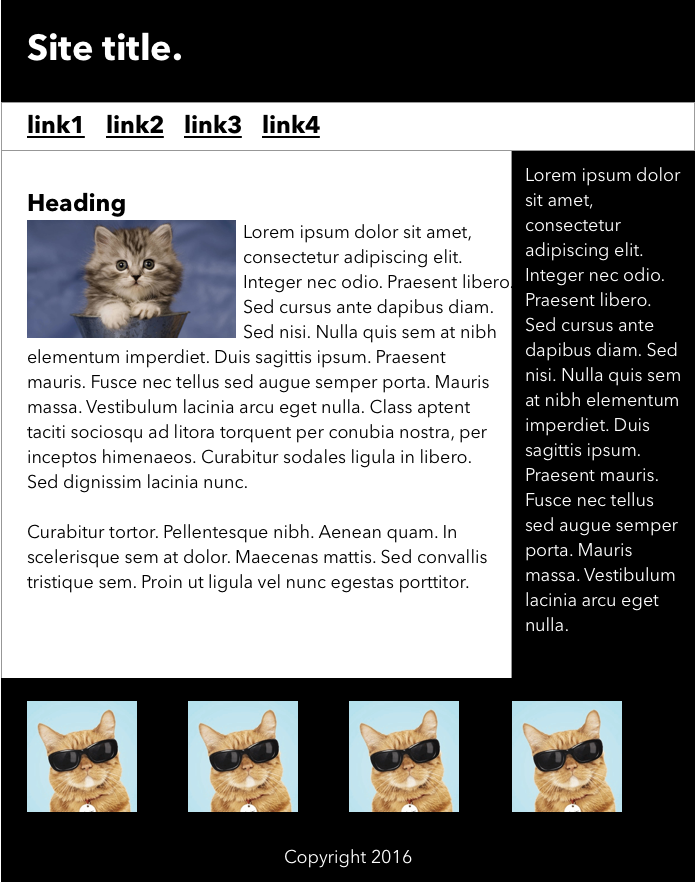 Site title.
link1 link2 link3 link4
Heading
Lorem ipsum dolor sit amet,
consectetur adipiscing elit.
Integer nec odio. Praesent libero.
Sed cursus ante dapibus diam.
Sed nisi. Nulla quis sem at nibh
elementum imperdiet. Duis sagittis ipsum. Praesent
mauris. Fusce nec tellus sed augue semper porta. Mauris
massa. Vestibulum lacinia arcu eget nulla. Class aptent
taciti sociosqu ad litora torquent per conubia nostra, per
inceptos himenaeos. Curabitur sodales ligula in libero.
Sed dignissim lacinia nunc.
Curabitur tortor. Pellentesque nibh. Aenean quam. In
scelerisque sem at dolor. Maecenas mattis. Sed convallis
tristique sem. Proin ut ligula vel nunc egestas porttitor.
Lorem ipsum dolor
sit amet,
consectetur
adipiscing elit.
Integer nec odio.
Praesent libero.
Sed cursus ante
dapibus diam. Sed
nisi. Nulla quis sem
at nibh elementum
imperdiet. Duis
sagittis ipsum.
Praesent mauris.
Fusce nec tellus
sed augue semper
porta. Mauris
massa. Vestibulum
lacinia arcu eget
nulla.
Copyright 2016